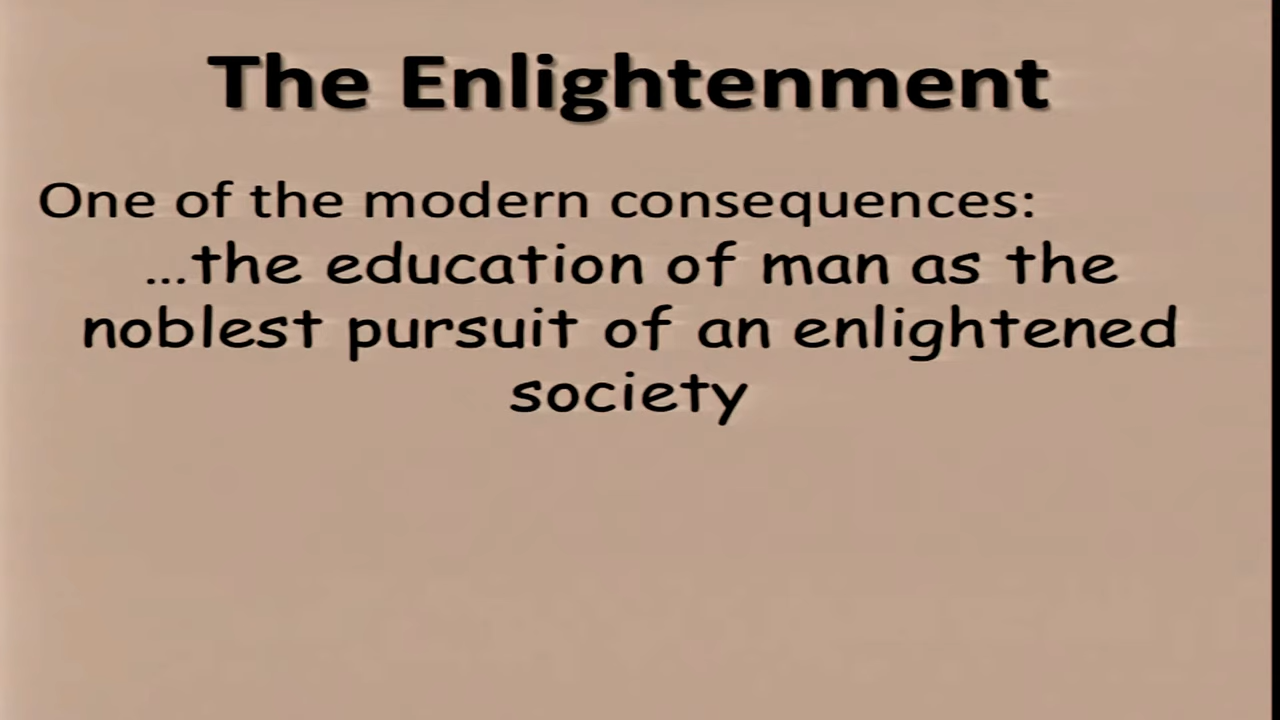 The Enlightenment
One of the modern consequences:
...the education of man as the
noblest pursuit of an enlightened
society